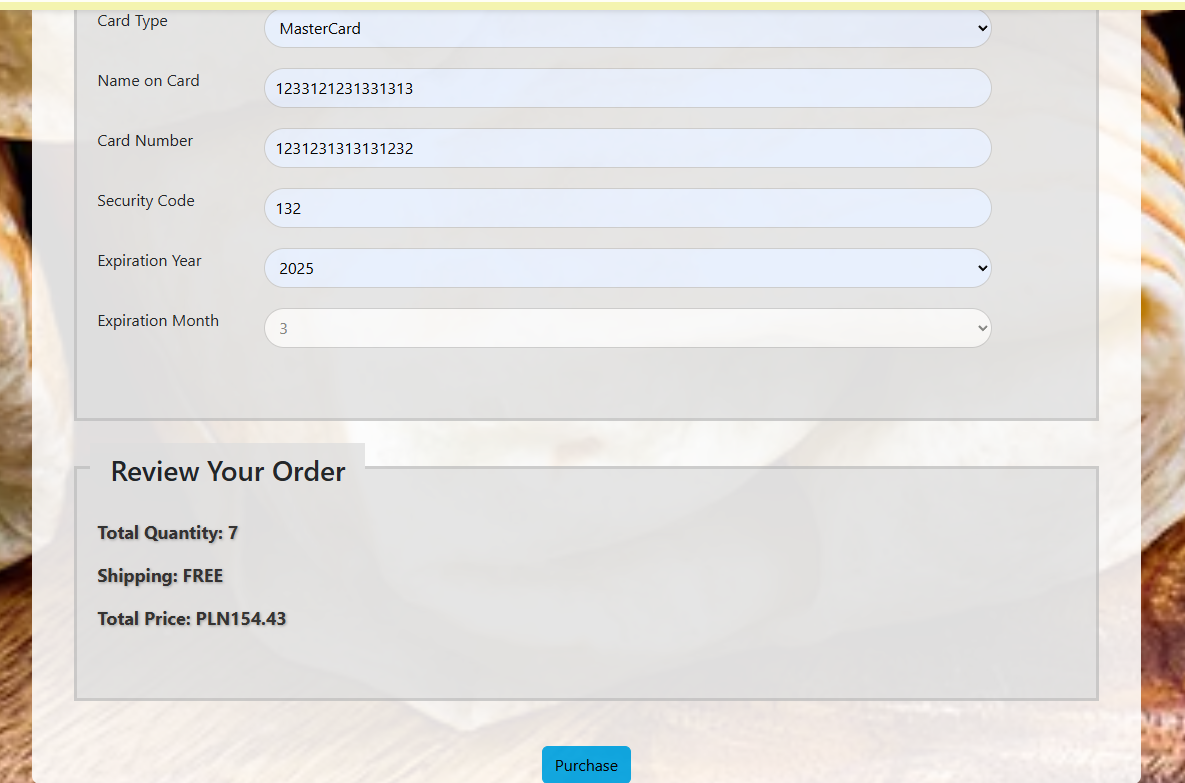 Card Type
MasterCard
Name on Card
1233121231331313
Card Number
1231231313131232
Security Code
132
Expiration Year
2025
Expiration Month
3
Review Your Order
Total Quantity: 7
Shipping: FREE
Total Price: PLN154.43
Purchase